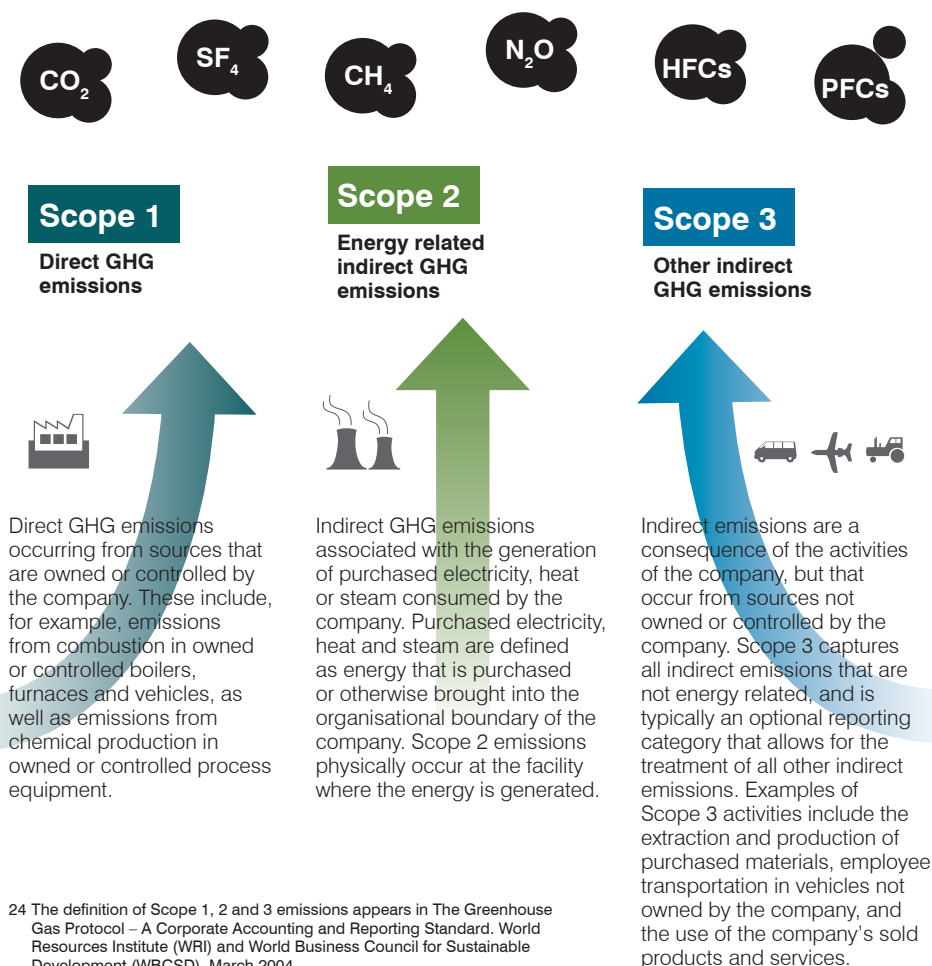 CO2
SF4
CH4
N2O
HFCs
PFCs
Scope 1
Direct GHG
emissions
Direct GHG emissions
occurring from sources that
are owned or controlled by
the company. These include,
for example, emissions
from combustion in owned
or controlled boilers,
furnaces and vehicles, as
well as emissions from
chemical production in
owned or controlled process
equipment.
Scope 2
Energy related
indirect GHG
emissions
Indirect GHG emissions
associated with the generation
of purchased electricity, heat
or steam consumed by the
company. Purchased electricity,
heat and steam are defined
as energy that is purchased
or otherwise brought into the
organisational boundary of the
company. Scope 2 emissions
physically occur at the facility
where the energy is generated.
Scope 3
Other indirect
GHG emissions
Indirect emissions are a
consequence of the activities
of the company, but that
occur from sources not
owned or controlled by the
company. Scope 3 captures
all indirect emissions that are
not energy related, and is
typically an optional reporting
category that allows for the
treatment of all other indirect
emissions. Examples of
Scope 3 activities include the
extraction and production of
purchased materials, employee
transportation in vehicles not
owned by the company, and
the use of the company's sold
products and services.
24 The definition of Scope 1, 2 and 3 emissions appears in The Greenhouse
Gas Protocol – A Corporate Accounting and Reporting Standard. World
Resources Institute (WRI) and World Business Council for Sustainable
Development (WBCSD), March 2004